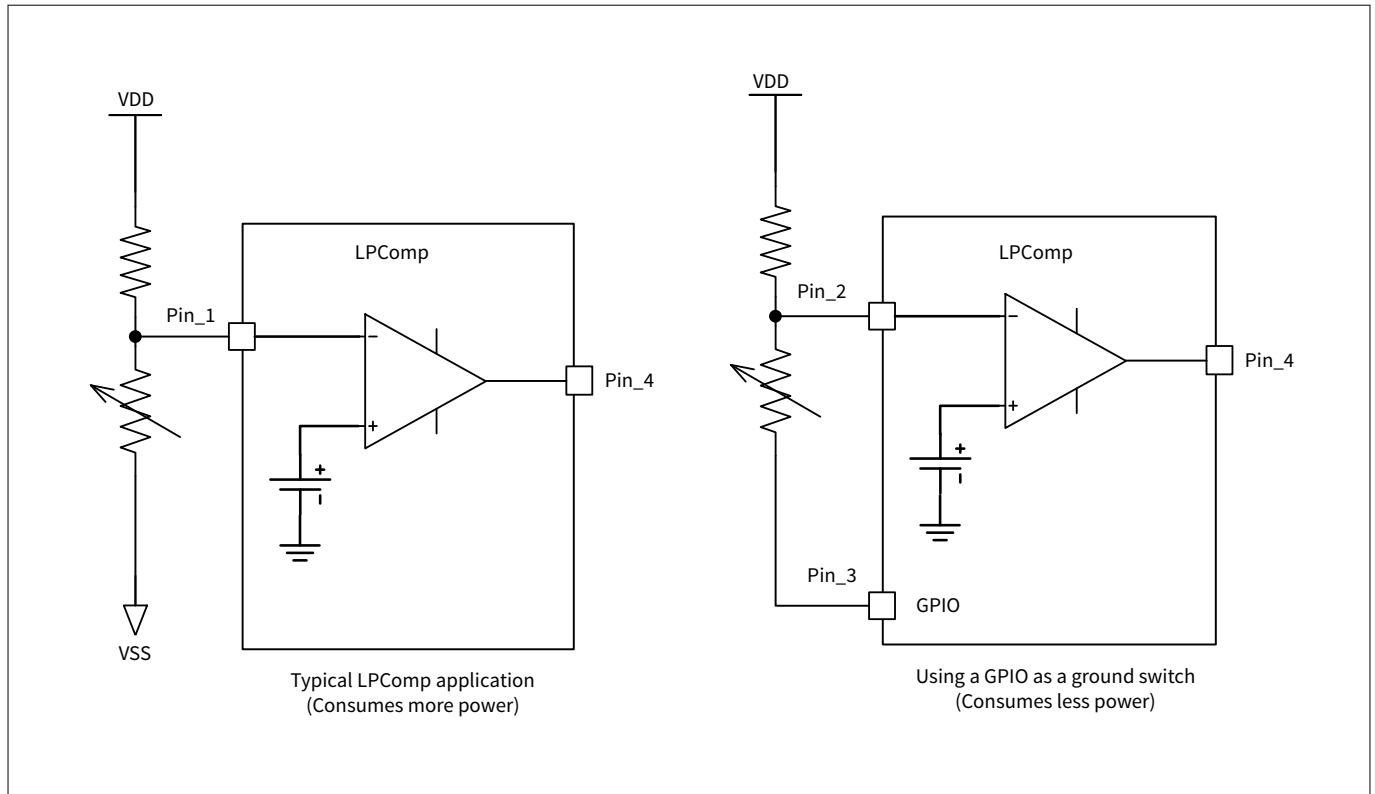 VDD
LPComp
Pin_1
−
+
+
−
Pin_4
VSS
Typical LPComp application
(Consumes more power)
VDD
LPComp
Pin_2
−
+
+
−
Pin_4
Pin_3
GPIO
Using a GPIO as a ground switch
(Consumes less power)